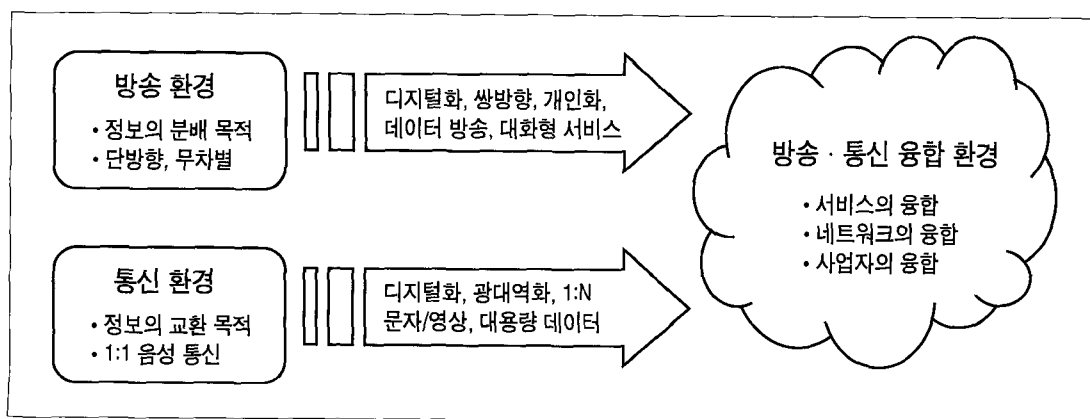 방송 환경
• 정보의 분배 목적
• 단방향, 무차별
디지털화, 쌍방향, 개인화,
데이터 방송, 대화형 서비스
통신 환경
• 정보의 교환 목적
• 1:1 음성 통신
디지털화, 광대역화, 1:N
문자/영상, 대용량 데이터
방송 · 통신 융합 환경
• 서비스의 융합
• 네트워크의 융합
• 사업자의 융합